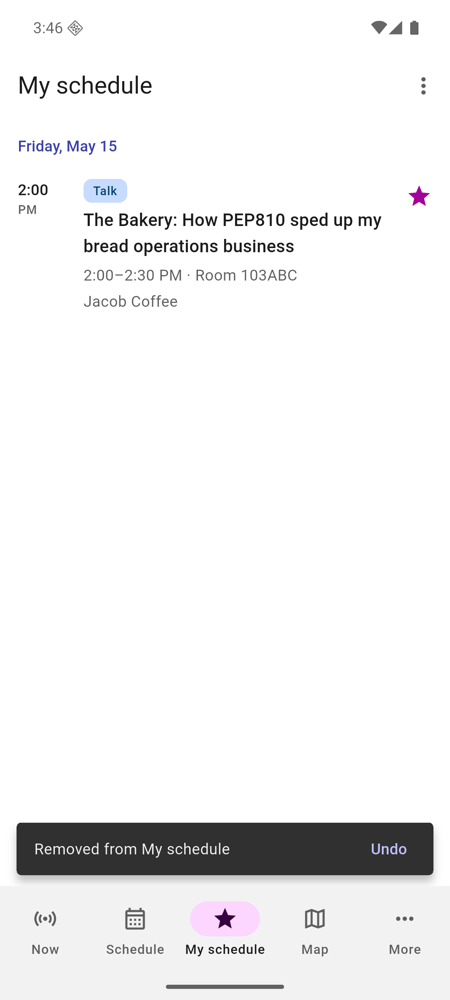 3:46
My schedule
Friday, May 15
2:00
PM
Talk
The Bakery: How PEP810 sped up my
bread operations business
2:00–2:30 PM · Room 103ABC
Jacob Coffee
Removed from My schedule
Undo
Now
Schedule
My schedule
Map
More